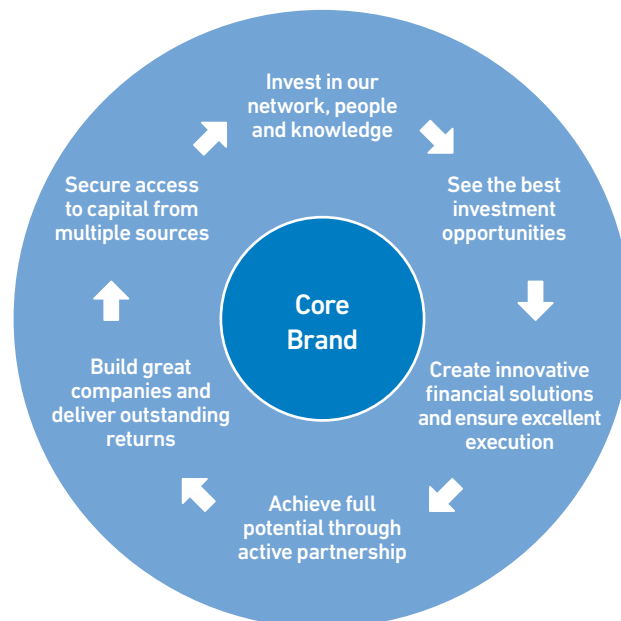 Invest in our
network, people
and knowledge
See the best
investment
opportunities
Create innovative
financial solutions
and ensure excellent
execution
Achieve full
potential through
active partnership
Build great
companies and
deliver outstanding
returns
Secure access
to capital from
multiple sources
Core
Brand